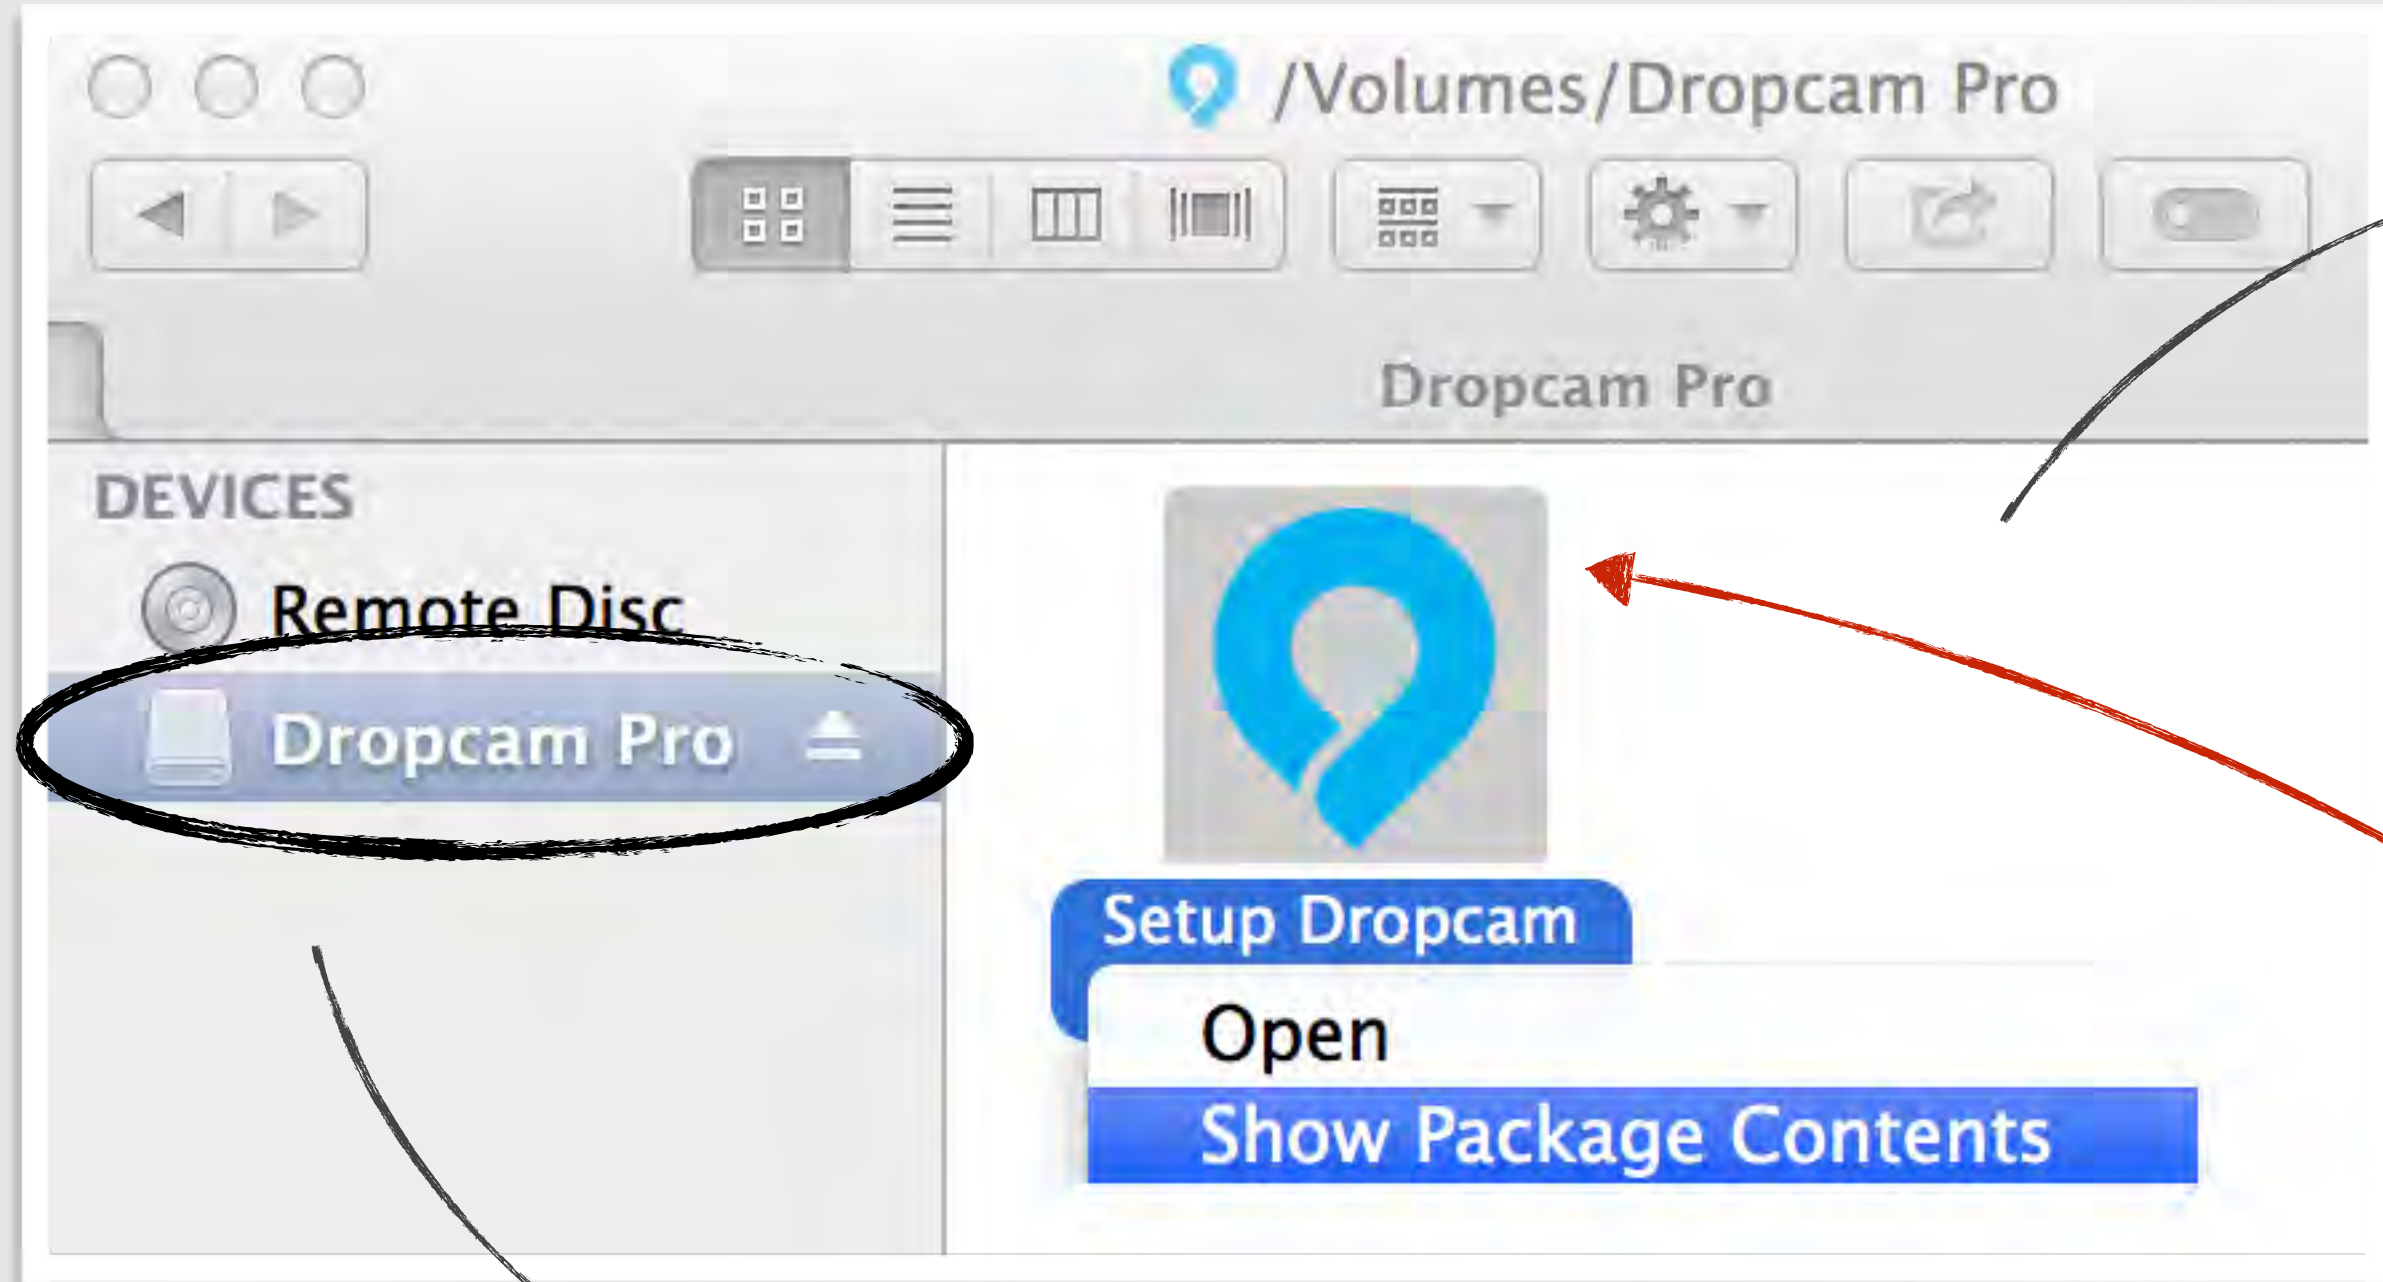 /Volumes/Dropcam Pro
Dropcam Pro
DEVICES
Remote Disc
Dropcam Pro
Setup Dropcam
Open
Show Package Contents